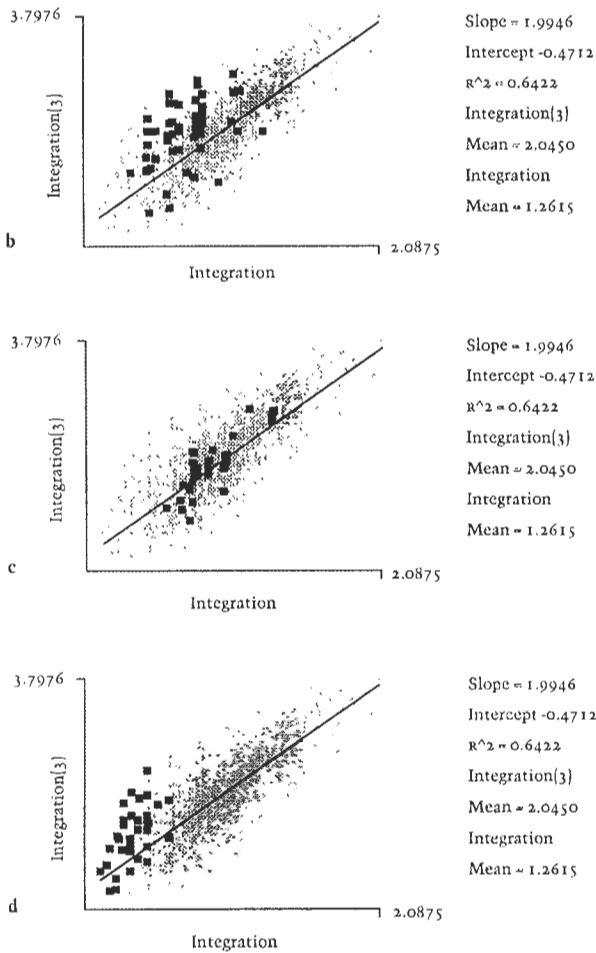 3.7976
Integration(3)
b
Integration
2.0875
Slope = 1.9946
Intercept -0.4712
R^2 = 0.6422
Integration(3)
Mean = 2.0450
Integration
Mean = 1.2615
3.7976
Integration(3)
c
Integration
2.0875
Slope = 1.9946
Intercept -0.4712
R^2 = 0.6422
Integration(3)
Mean = 2.0450
Integration
Mean = 1.2615
3.7976
Integration(3)
d
Integration
2.0875
Slope = 1.9946
Intercept -0.4712
R^2 = 0.6422
Integration(3)
Mean = 2.0450
Integration
Mean = 1.2615